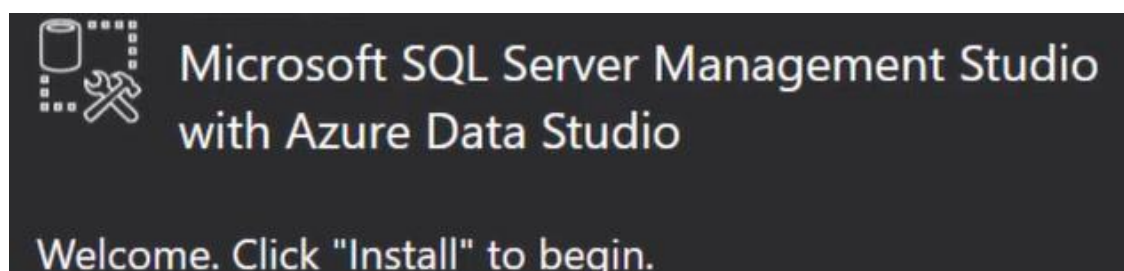 Microsoft SQL Server Management Studio
with Azure Data Studio
Welcome. Click "Install" to begin.